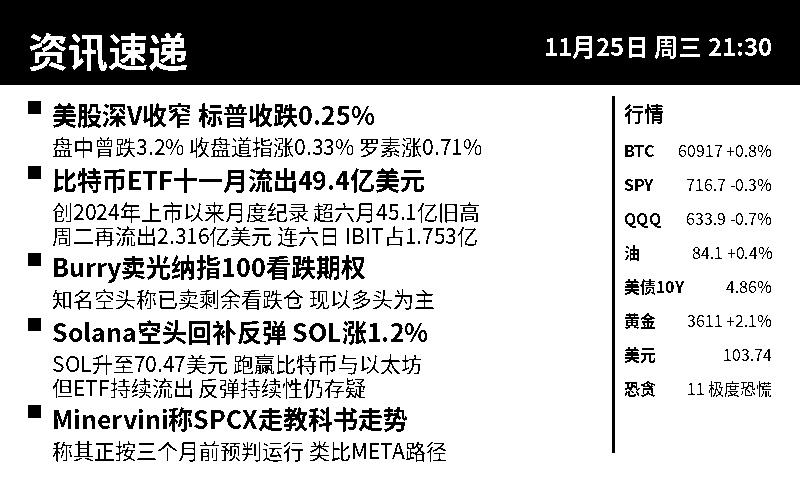 资讯速递
11月25日 周三 21:30
美股深V收窄 标普收跌0.25%
盘中曾跌3.2% 收盘道指涨0.33% 罗素涨0.71%
比特币ETF十一月流出49.4亿美元
创2024年上市以来月度纪录 超六月45.1亿旧高
周二再流出2.316亿美元 连六日 IBIT占1.753亿
Burry卖光纳指100看跌期权
知名空头称已卖剩余看跌仓 现以多头为主
Solana空头回补反弹 SOL涨1.2%
SOL升至70.47美元 跑赢比特币与以太坊
但ETF持续流出 反弹持续性仍存疑
Minervini称SPCX走教科书走势
称其正按三个月前预判运行 类比META路径
行情
BTC 60917 +0.8%
SPY 716.7 -0.3%
QQQ 633.9 -0.7%
油 84.1 +0.4%
美债10Y 4.86%
黄金 3611 +2.1%
美元 103.74
恐贪 11 极度恐慌